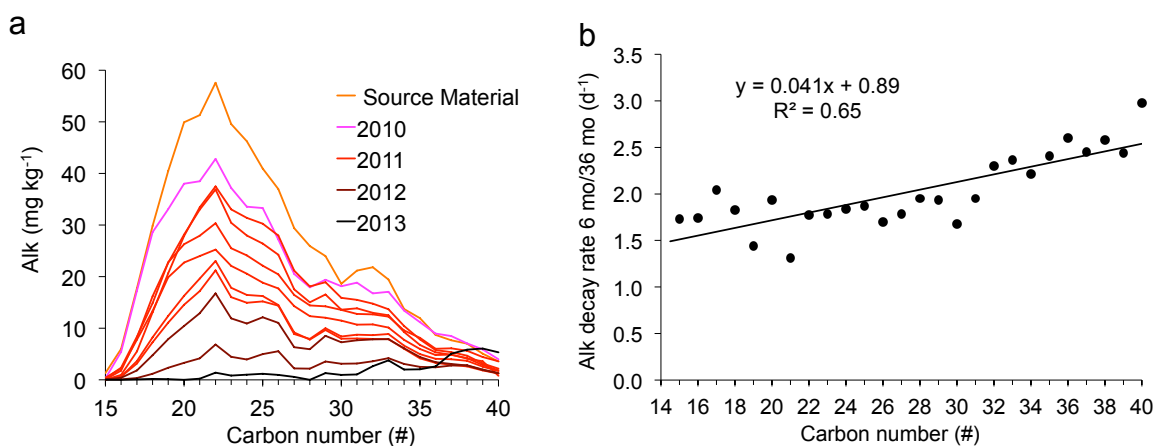 a
Alk (mg kg⁻¹)
60
50
40
30
20
10
0
15 20 25 30 35 40
Carbon number (#)
Source Material
2010
2011
2012
2013
b
Alk decay rate 6 mo/36 mo (d⁻¹)
3.5
3.0
2.5
2.0
1.5
1.0
0.5
0.0
y = 0.041x + 0.89
R² = 0.65
14 16 18 20 22 24 26 28 30 32 34 36 38 40
Carbon number (#)